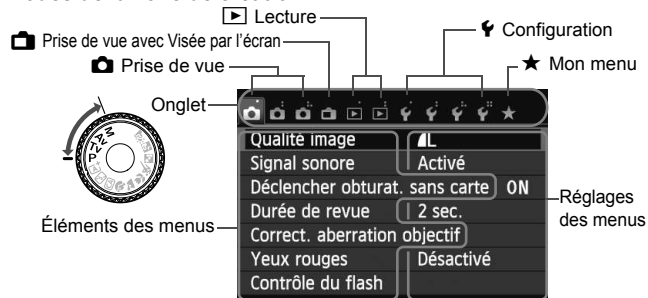 Lecture
Configuration
Prise de vue avec Visée par l'écran
Prise de vue
Mon menu
Onglet
Qualité image L
Signal sonore Activé
Déclencher obturat. sans carte ON
Durée de revue 2 sec.
Correct. aberration objectif
Yeux rouges Désactivé
Contrôle du flash
Réglages
des menus
Éléments des menus
M
Av
Tv
P